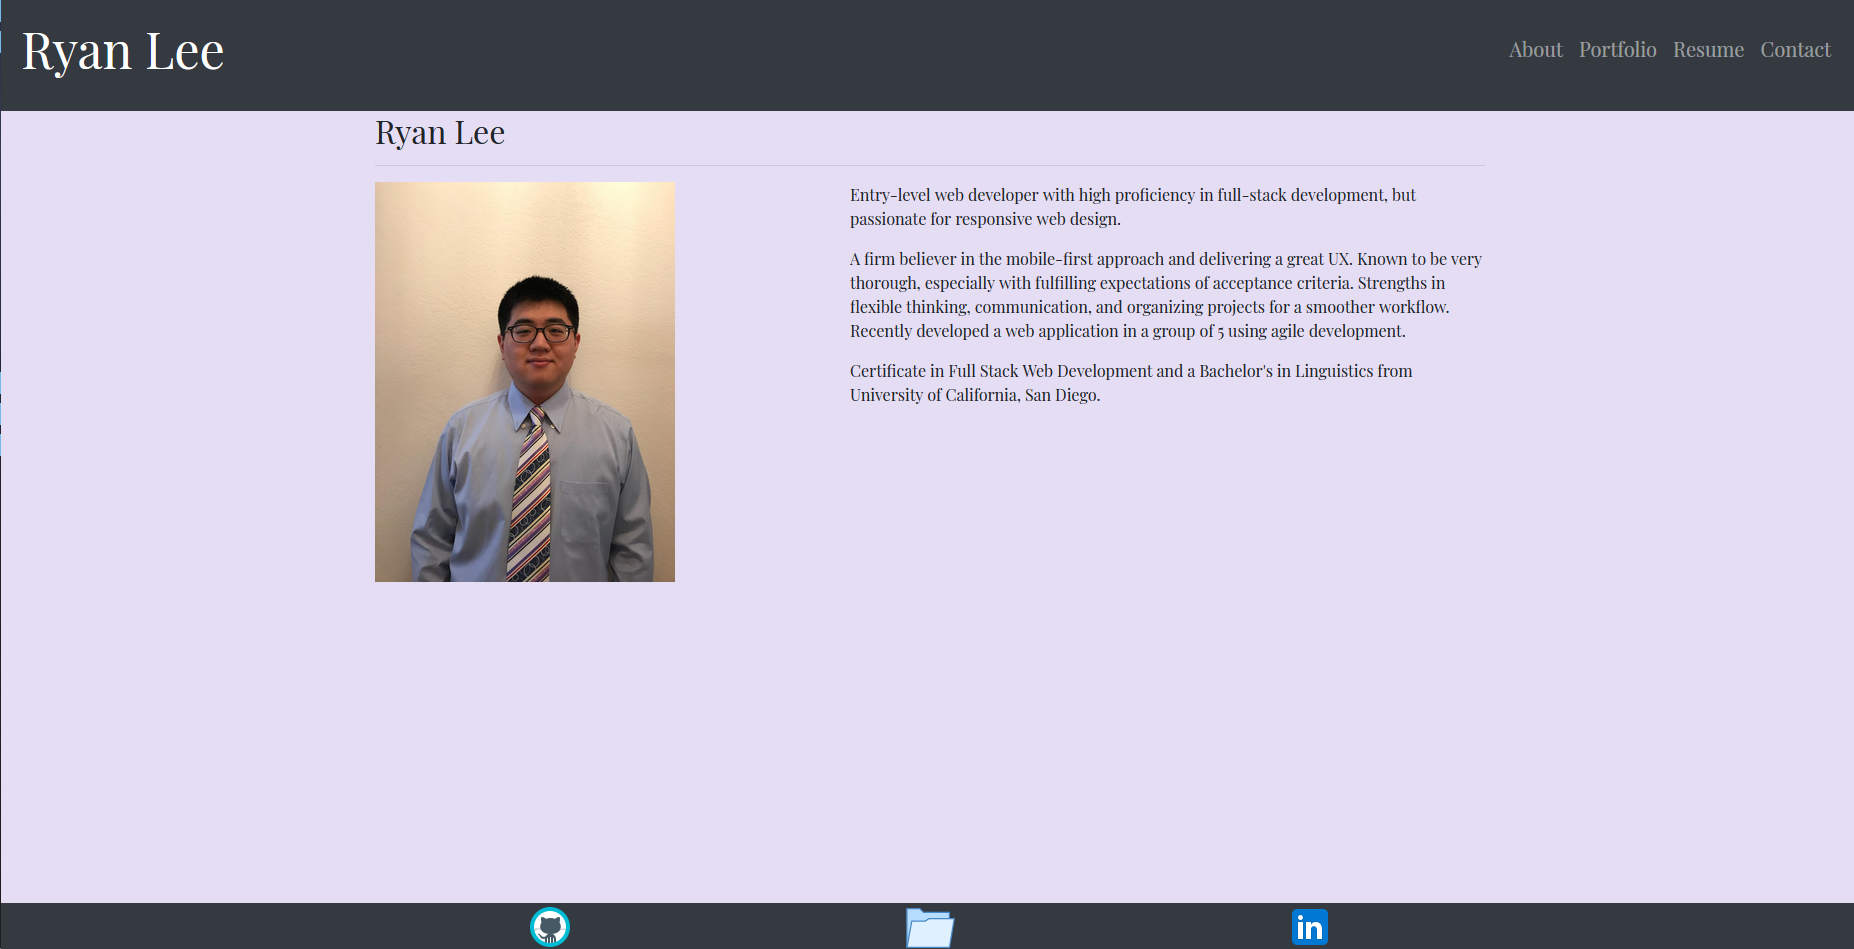 Ryan Lee
About Portfolio Resume Contact
Ryan Lee
Entry-level web developer with high proficiency in full-stack development, but
passionate for responsive web design.
A firm believer in the mobile-first approach and delivering a great UX. Known to be very
thorough, especially with fulfilling expectations of acceptance criteria. Strengths in
flexible thinking, communication, and organizing projects for a smoother workflow.
Recently developed a web application in a group of 5 using agile development.
Certificate in Full Stack Web Development and a Bachelor's in Linguistics from
University of California, San Diego.
in